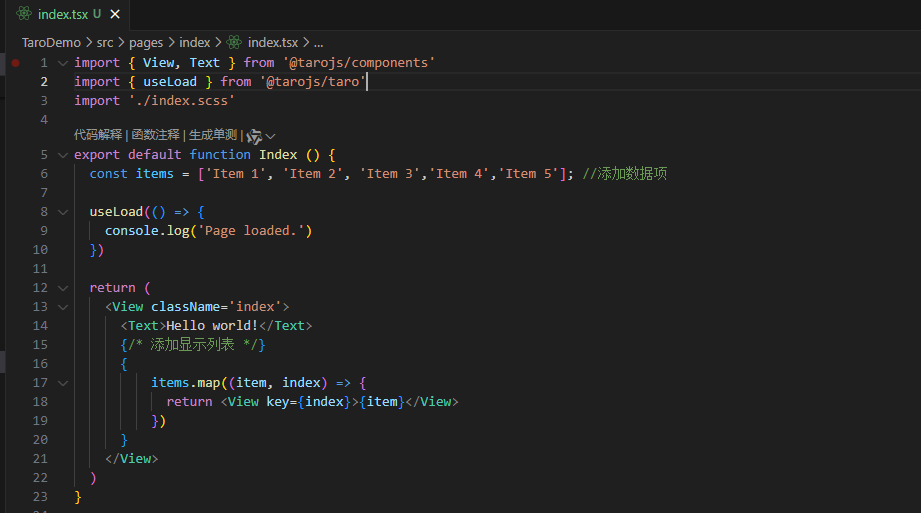 index.tsx U ×
TaroDemo > src > pages > index > index.tsx > ...
1 import { View, Text } from '@tarojs/components'
2 import { useLoad } from '@tarojs/taro'
3 import './index.scss'
4
代码解释 | 函数注释 | 生成单测 |
5 export default function Index () {
6 const items = ['Item 1', 'Item 2', 'Item 3','Item 4','Item 5']; //添加数据项
7
8 useLoad(() => {
9 console.log('Page loaded.')
10 })
11
12 return (
13 <View className='index'>
14 <Text>Hello world!</Text>
15 {/* 添加显示列表 */}
16 {
17 items.map((item, index) => {
18 return <View key={index}>{item}</View>
19 })
20 }
21 </View>
22 )
23 }